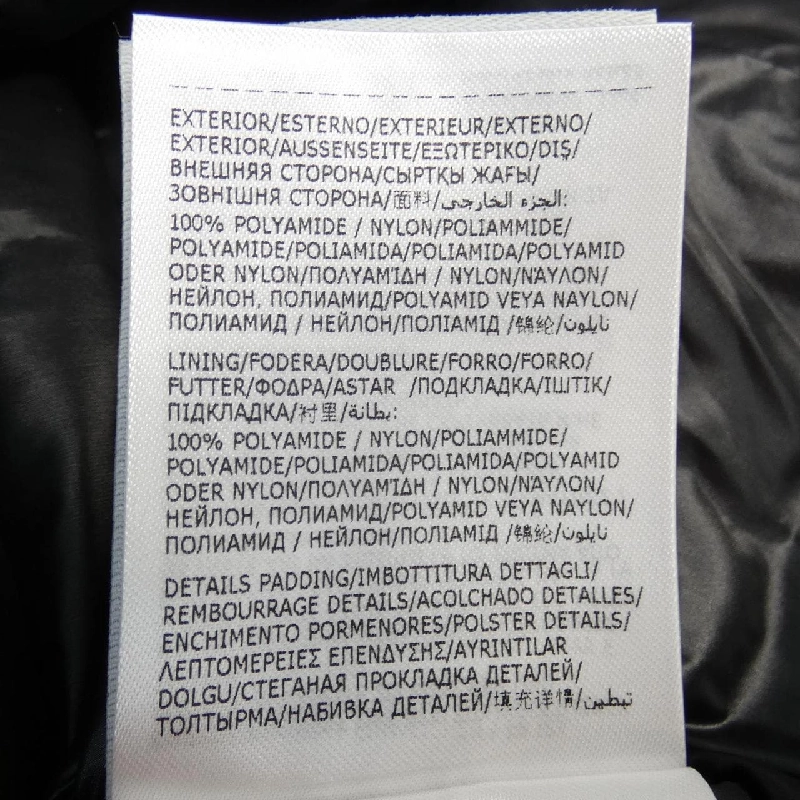 EXTERIOR/ESTERNO/EXTERIEUR/EXTERNO/
EXTERIOR/AUSSENSEITE/ΕΞΩΤΕΡΙΚΟ/DIŞ/
ВНЕШНЯЯ СТОРОНА/СЫРТҚЫ ЖАҒЫ/
ЗОВНІШНЯ СТОРОНА/面料/الجزء الخارجي:
100% POLYAMIDE / NYLON/POLIAMMIDE/
POLYAMIDE/POLIAMIDA/POLIAMIDA/POLYAMID
ODER NYLON/ΠΟΛΥΑΜΊΔΗ / NYLON/ΝΆΥΛΟΝ/
НЕЙЛОН, ПОЛИАМИД/POLYAMID VEYA NAYLON/
ПОЛИАМИД / НЕЙЛОН/ПОЛІАМІД /锦纶/نايلون
LINING/FODERA/DOUBLURE/FORRO/FORRO/
FUTTER/ΦΟΔΡΑ/ASTAR /ПОДКЛАДКА/ІШТІК/
ПІДКЛАДКА/衬里/بطانة:
100% POLYAMIDE / NYLON/POLIAMMIDE/
POLYAMIDE/POLIAMIDA/POLIAMIDA/POLYAMID
ODER NYLON/ΠΟΛΥΑΜΊΔΗ / NYLON/ΝΆΥΛΟΝ/
НЕЙЛОН, ПОЛИАМИД/POLYAMID VEYA NAYLON/
ПОЛИАМИД / НЕЙЛОН/ПОЛІАМІД /锦纶/نايلون
DETAILS PADDING/IMBOTTITURA DETTAGLI/
REMBOURRAGE DETAILS/ACOLCHADO DETALLES/
ENCHIMENTO PORMENORES/POLSTER DETAILS/
ΛΕΠΤΟΜΕΡΕΙΕΣ ΕΠΕΝΔΥΣΗΣ/AYRINTILAR
DOLGU/СТЕГАНАЯ ПРОКЛАДКА ДЕТАЛЕЙ/
ТОЛТЫРМА/НАБИВКА ДЕТАЛЕЙ/填充详情/تبطين